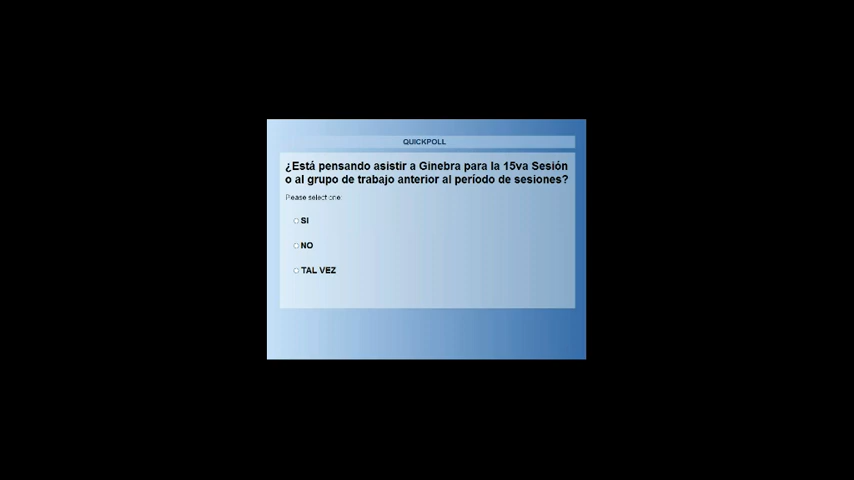 QUICKPOLL
¿Está pensando asistir a Ginebra para la 15va Sesión
o al grupo de trabajo anterior al período de sesiones?
Please select one:
SI
NO
TAL VEZ